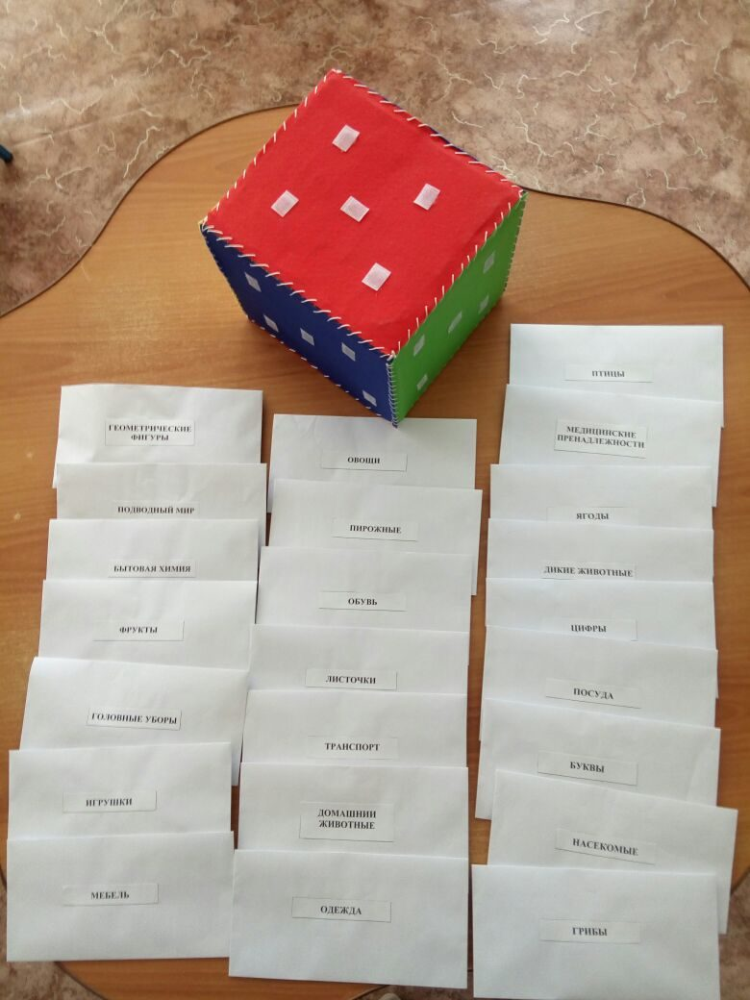 ГЕОМЕТРИЧЕСКИЕ
ФИГУРЫ
ПОДВОДНЫЙ МИР
БЫТОВАЯ ХИМИЯ
ФРУКТЫ
ГОЛОВНЫЕ УБОРЫ
ИГРУШКИ
МЕБЕЛЬ
ОВОЩИ
ПИРОЖНЫЕ
ОБУВЬ
ЛИСТОЧКИ
ТРАНСПОРТ
ДОМАШНИИ
ЖИВОТНЫЕ
ОДЕЖДА
ПТИЦЫ
МЕДИЦИНСКИЕ
ПРЕНАДЛЕЖНОСТИ
ЯГОДЫ
ДИКИЕ ЖИВОТНЫЕ
ЦИФРЫ
ПОСУДА
БУКВЫ
НАСЕКОМЫЕ
ГРИБЫ